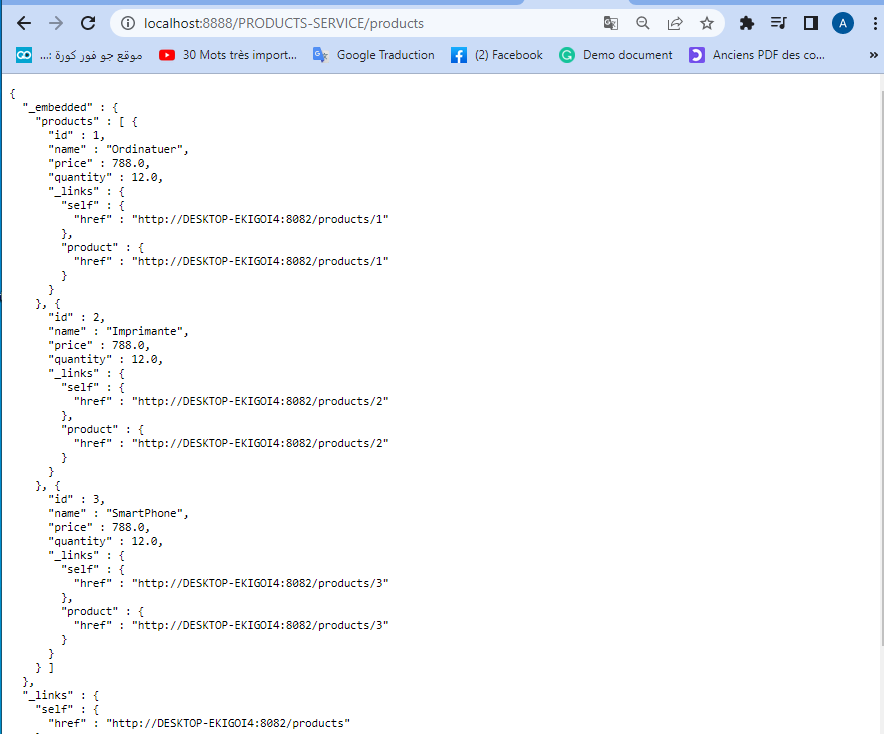 localhost:8888/PRODUCTS-SERVICE/products
A
موقع جو فور كورة :...
30 Mots très import...
Google Traduction
(2) Facebook
Demo document
Anciens PDF des co...
»
{
  "_embedded" : {
    "products" : [ {
      "id" : 1,
      "name" : "Ordinatuer",
      "price" : 788.0,
      "quantity" : 12.0,
      "_links" : {
        "self" : {
          "href" : "http://DESKTOP-EKIGOI4:8082/products/1"
        },
        "product" : {
          "href" : "http://DESKTOP-EKIGOI4:8082/products/1"
        }
      }
    }, {
      "id" : 2,
      "name" : "Imprimante",
      "price" : 788.0,
      "quantity" : 12.0,
      "_links" : {
        "self" : {
          "href" : "http://DESKTOP-EKIGOI4:8082/products/2"
        },
        "product" : {
          "href" : "http://DESKTOP-EKIGOI4:8082/products/2"
        }
      }
    }, {
      "id" : 3,
      "name" : "SmartPhone",
      "price" : 788.0,
      "quantity" : 12.0,
      "_links" : {
        "self" : {
          "href" : "http://DESKTOP-EKIGOI4:8082/products/3"
        },
        "product" : {
          "href" : "http://DESKTOP-EKIGOI4:8082/products/3"
        }
      }
    } ]
  },
  "_links" : {
    "self" : {
      "href" : "http://DESKTOP-EKIGOI4:8082/products"